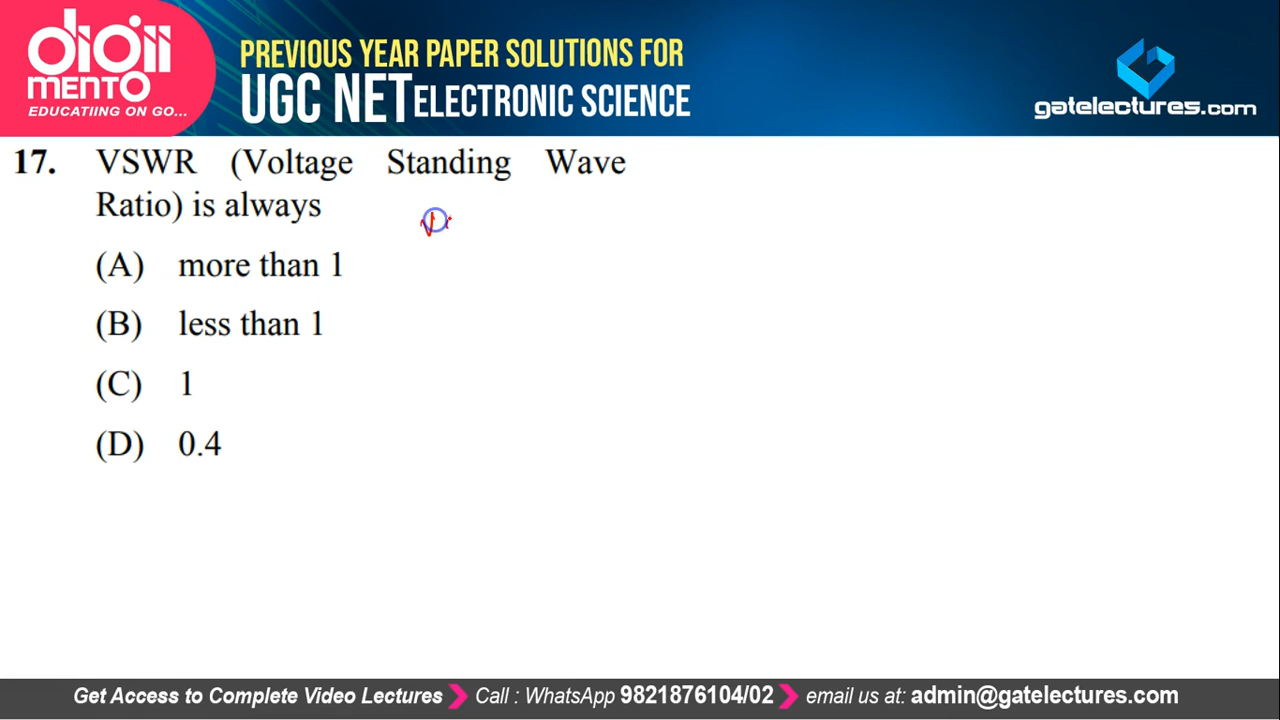 digii
MENTO
EDUCATIING ON GO...
PREVIOUS YEAR PAPER SOLUTIONS FOR
UGC NET ELECTRONIC SCIENCE
gatelectures.com
17. VSWR (Voltage Standing Wave
Ratio) is always
(A) more than 1
(B) less than 1
(C) 1
(D) 0.4
Get Access to Complete Video Lectures Call : WhatsApp 9821876104/02 email us at: admin@gatelectures.com